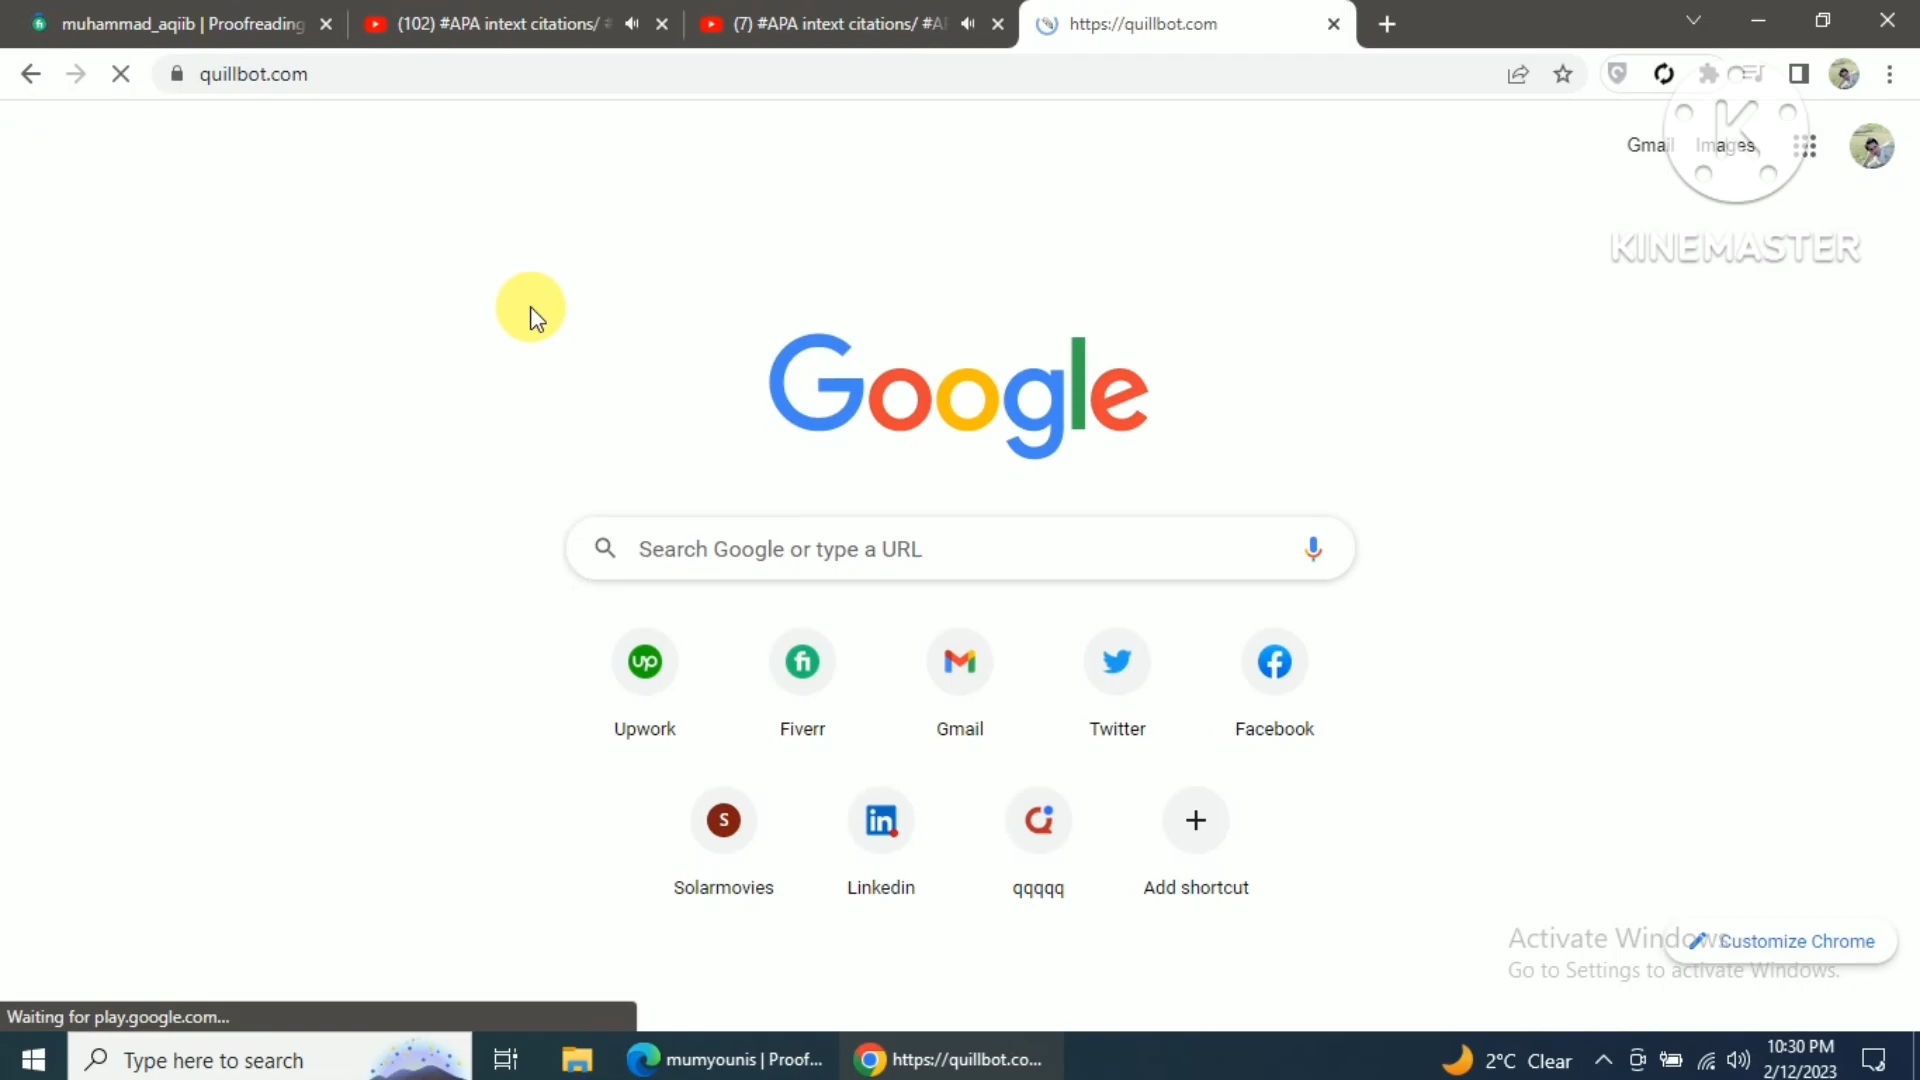 muhammad_aqiib | Proofreading
(102) #APA intext citations/ #
(7) #APA intext citations/ #A
https://quillbot.com
quillbot.com
Gmail Images
K
KINEMASTER
Google
Search Google or type a URL
up
fi
Upwork Fiverr Gmail Twitter Facebook
S
in
Solarmovies Linkedin qqqqq Add shortcut
Activate Windows
Customize Chrome
Go to Settings to activate Windows.
Waiting for play.google.com...
Type here to search
mumyounis | Proof...
https://quillbot.co...
2°C Clear
10:30 PM
2/12/2023